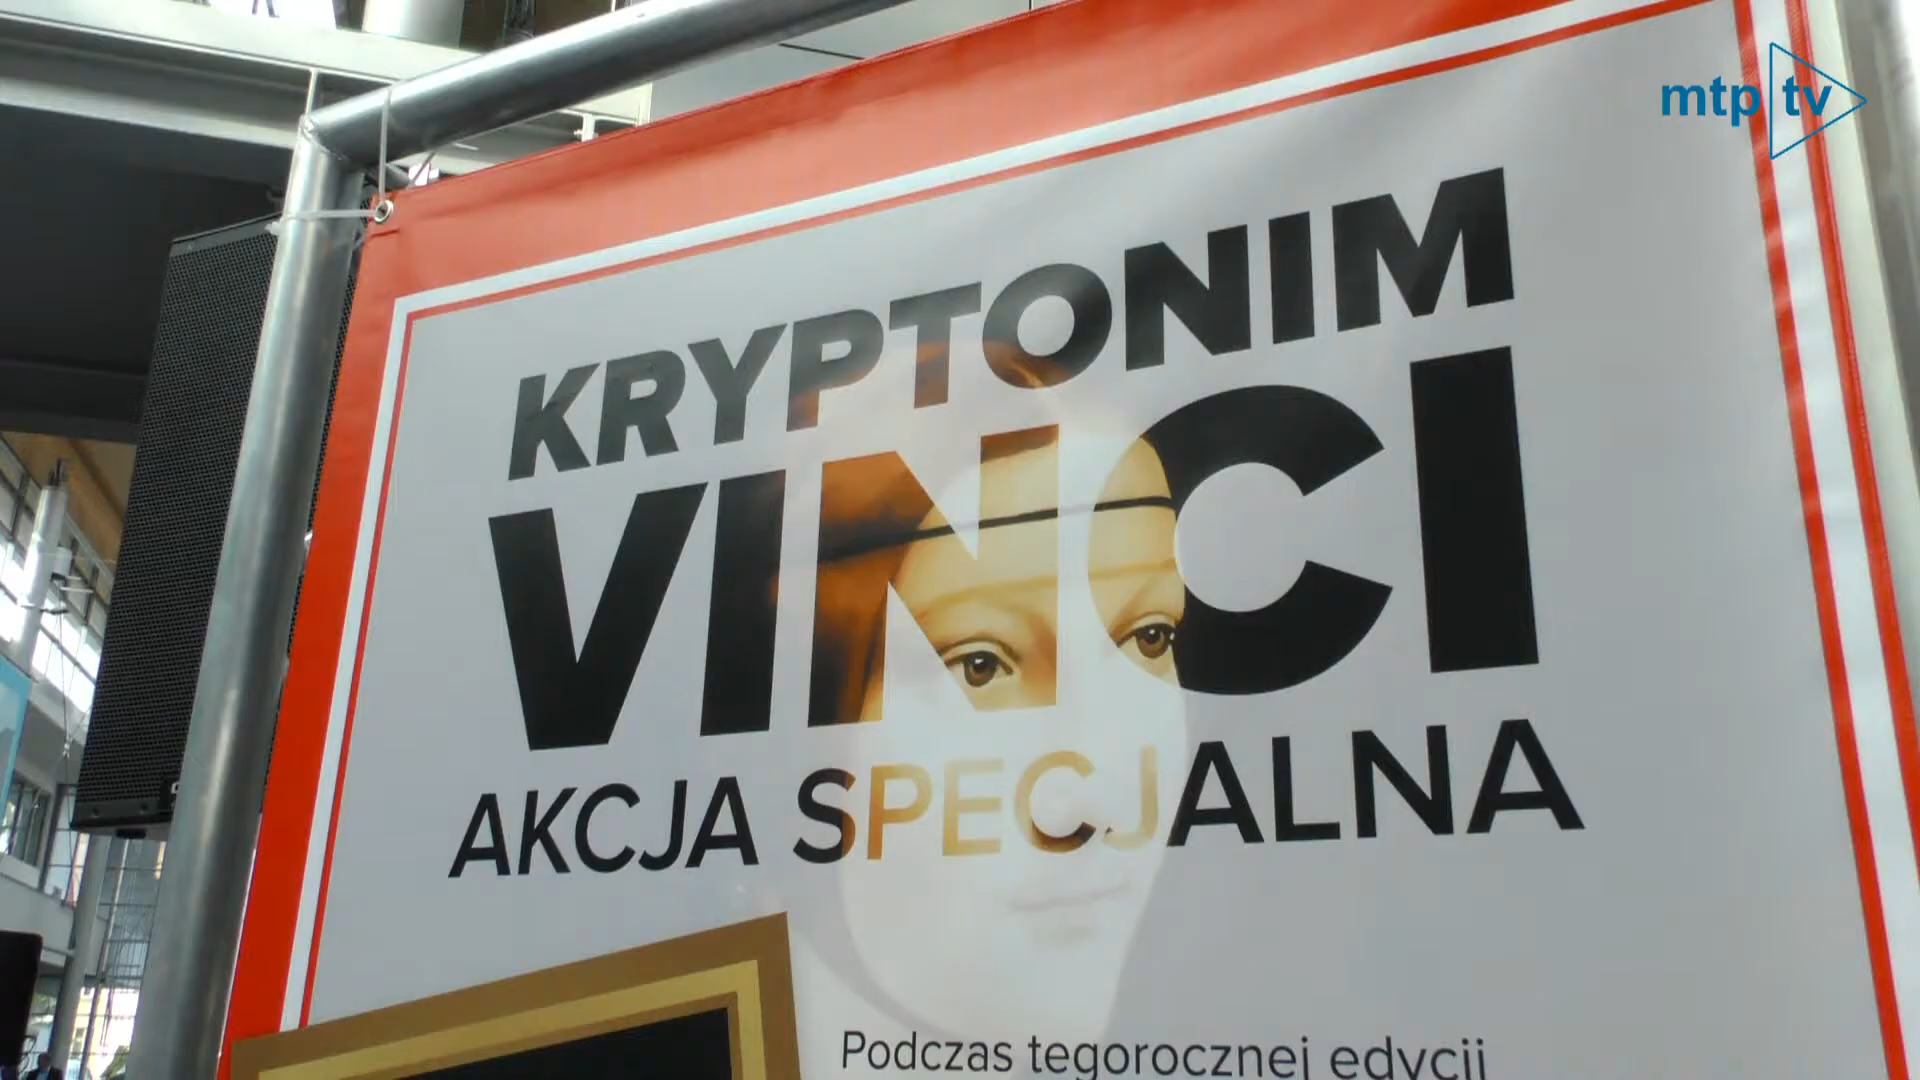 mtp tv
KRYPTONIM
VINCI
AKCJA SPECJALNA
Podczas tegorocznej edycji